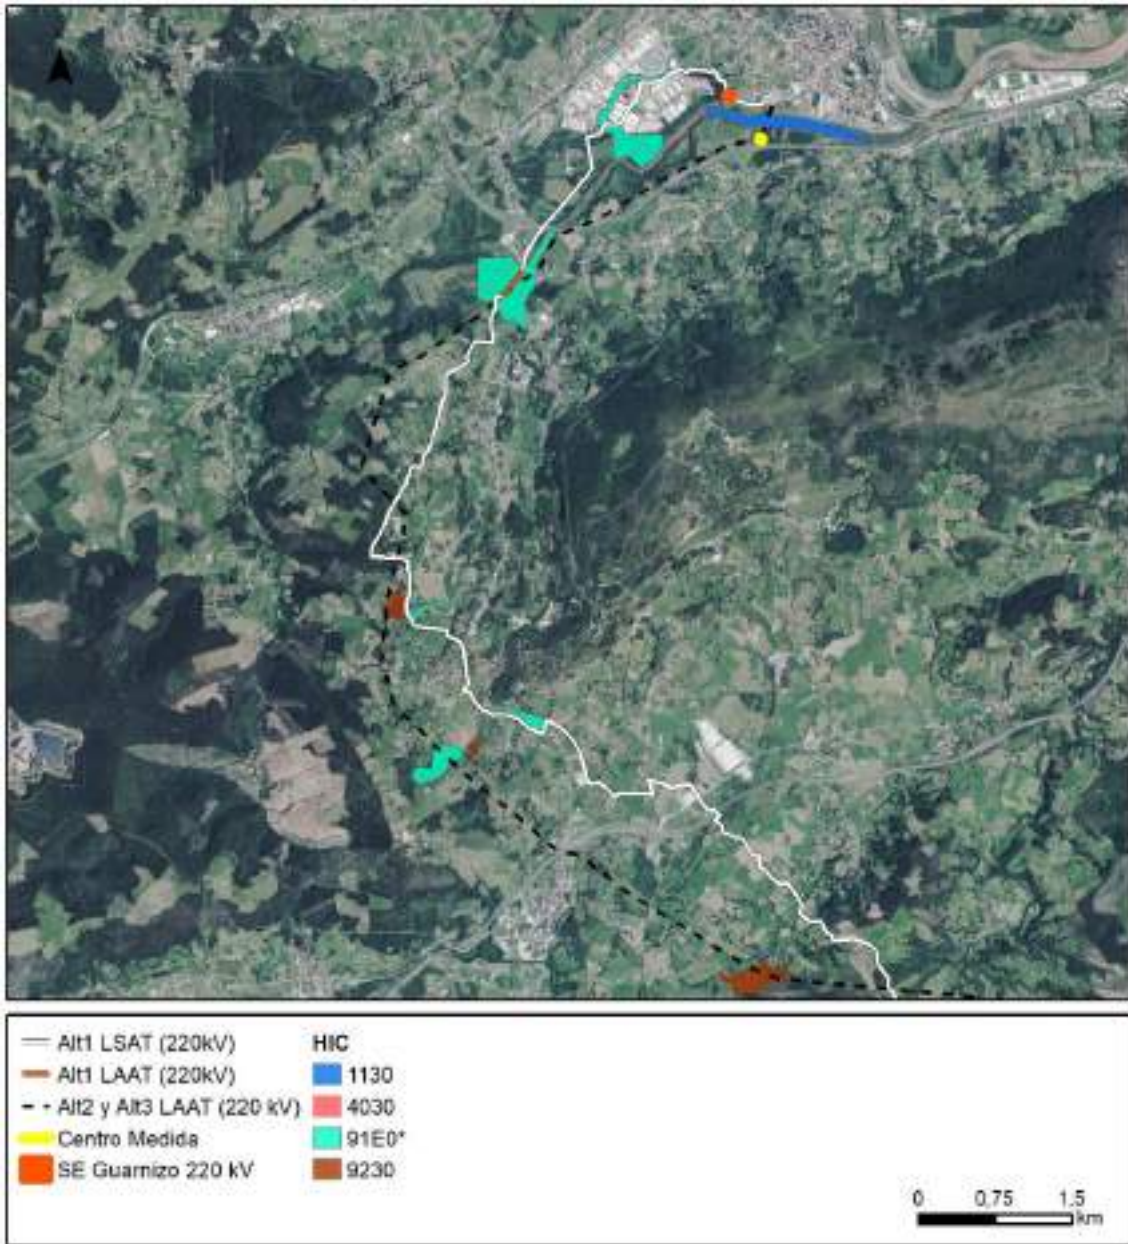 Alt1 LSAT (220kV)
Alt1 LAAT (220kV)
Alt2 y Alt3 LAAT (220 kV)
Centro Medida
SE Guarnizo 220 kV
HIC
1130
4030
91E0*
9230
0 0,75 1,5
km